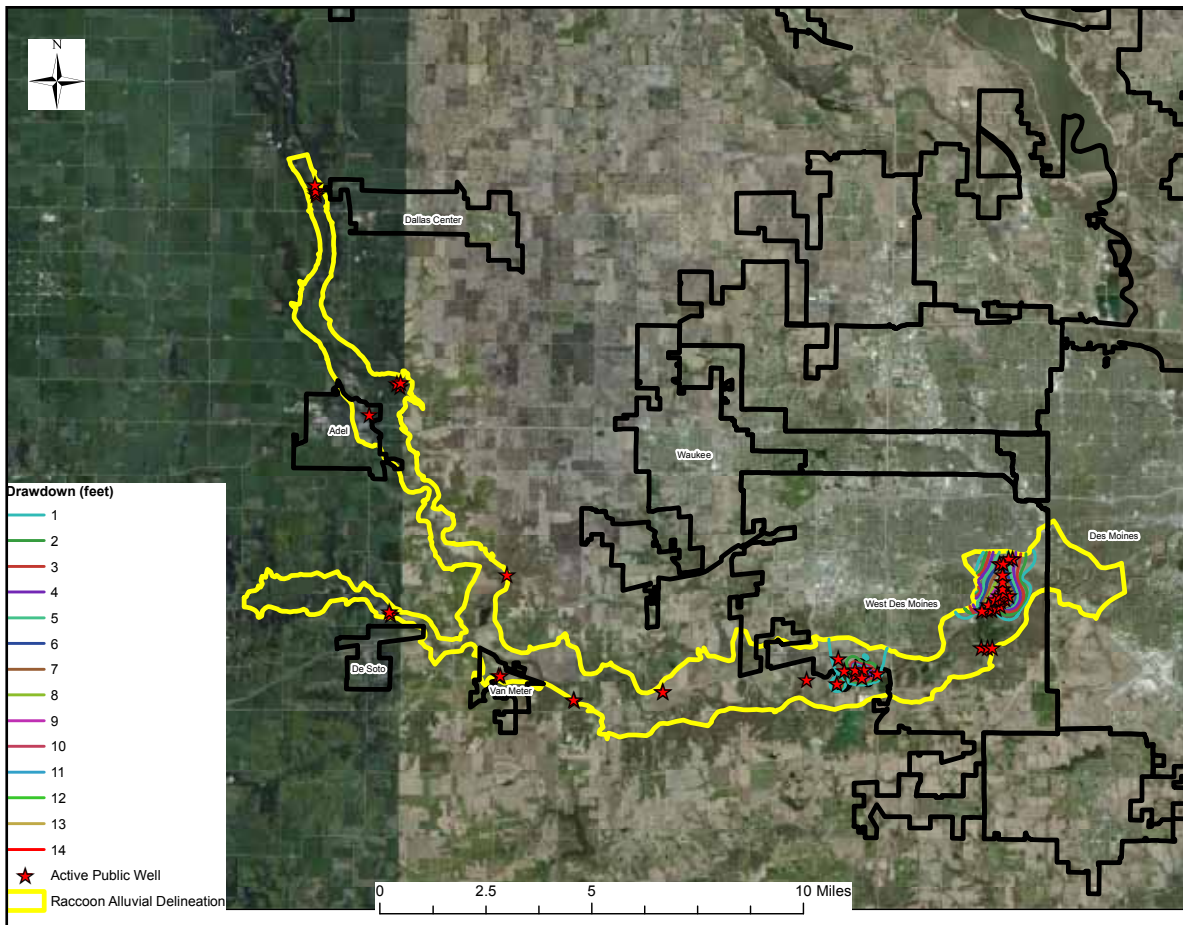 N
Dallas Center
Adel
Waukee
Des Moines
West Des Moines
De Soto
Van Meter
Drawdown (feet)
1
2
3
4
5
6
7
8
9
10
11
12
13
14
Active Public Well
Raccoon Alluvial Delineation
0 2.5 5 10 Miles